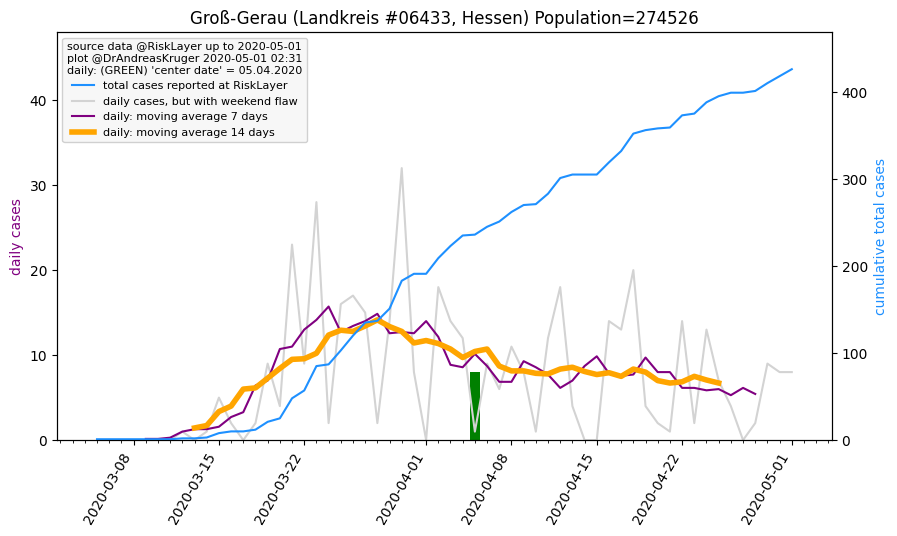 Groß-Gerau (Landkreis #06433, Hessen) Population=274526
source data @RiskLayer up to 2020-05-01
plot @DrAndreasKruger 2020-05-01 02:31
daily: (GREEN) 'center date' = 05.04.2020
total cases reported at RiskLayer
daily cases, but with weekend flaw
daily: moving average 7 days
daily: moving average 14 days
daily cases
40
30
20
10
0
400
300
200
100
0
cumulative total cases
2020-03-08
2020-03-15
2020-03-22
2020-04-01
2020-04-08
2020-04-15
2020-04-22
2020-05-01